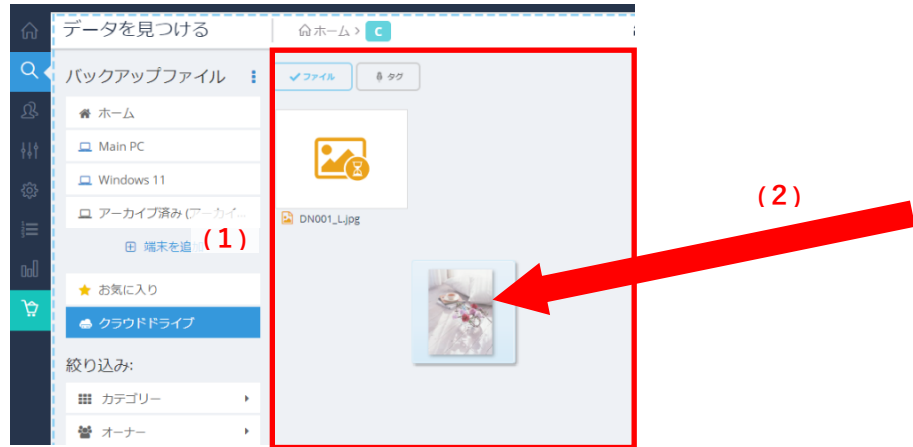 データを見つける
ホーム > C
バックアップファイル
ファイル
タグ
ホーム
Main PC
Windows 11
アーカイブ済み (アーカイ...
DN001_L.jpg
端末を追
(1)
(2)
お気に入り
クラウドドライブ
絞り込み:
カテゴリー
オーナー